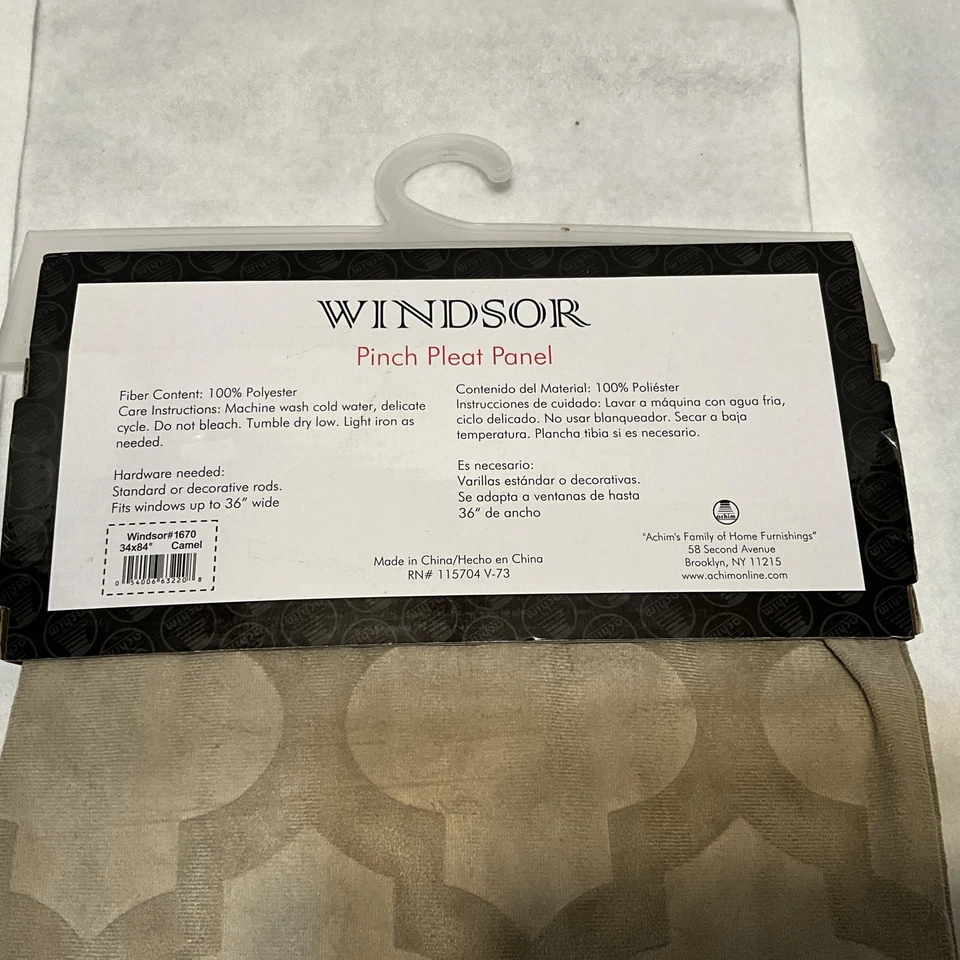 WINDSOR
Pinch Pleat Panel
Fiber Content: 100% Polyester
Care Instructions: Machine wash cold water, delicate
cycle. Do not bleach. Tumble dry low. Light iron as
needed.
Hardware needed:
Standard or decorative rods.
Fits windows up to 36” wide
Contenido del Material: 100% Poliéster
Instrucciones de cuidado: Lavar a máquina con agua fria,
ciclo delicado. No usar blanqueador. Secar a baja
temperatura. Plancha tibia si es necesario.
Es necesario:
Varillas estándar o decorativas.
Se adapta a ventanas de hasta
36” de ancho
Windsor#1670
34x84" Camel
0 54006 63220 8
Made in China/Hecho en China
RN# 115704 V-73
achim
"Achim's Family of Home Furnishings"
58 Second Avenue
Brooklyn, NY 11215
www.achimonline.com